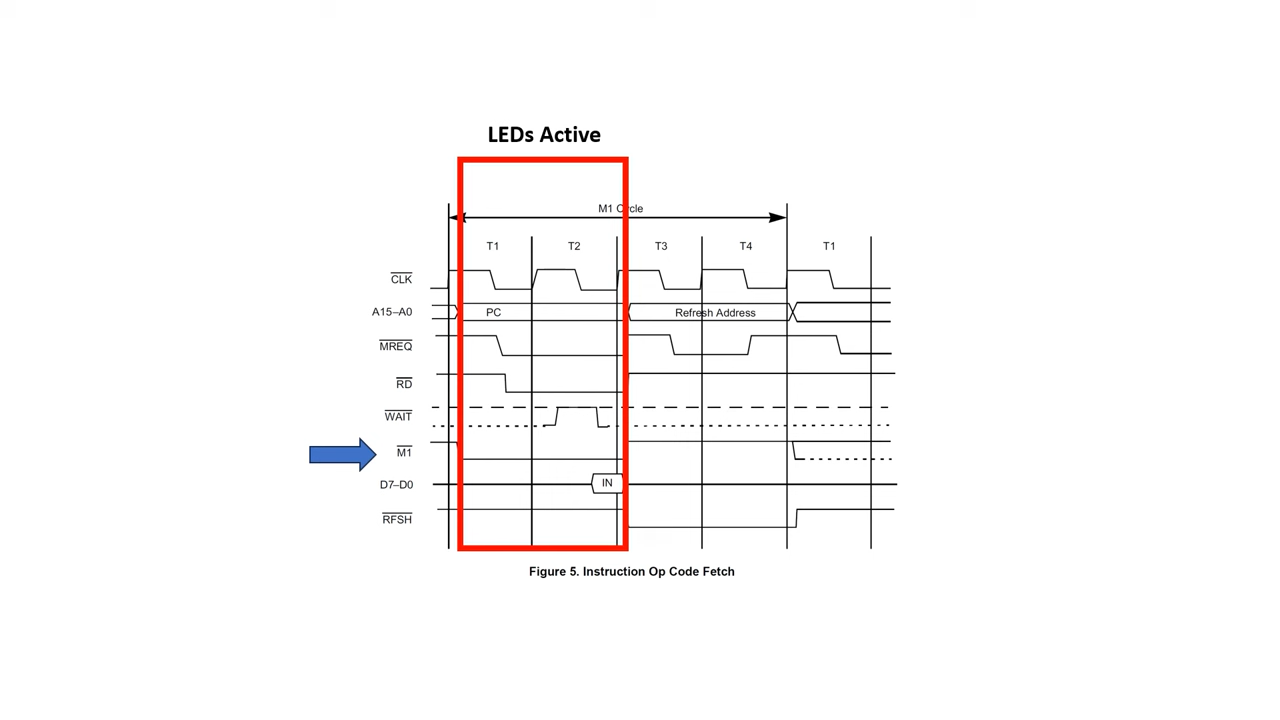 LEDs Active
M1 Cycle
T1 T2 T3 T4 T1
CLK
A15–A0 PC Refresh Address
MREQ
RD
WAIT
M1
D7–D0 IN
RFSH
Figure 5. Instruction Op Code Fetch